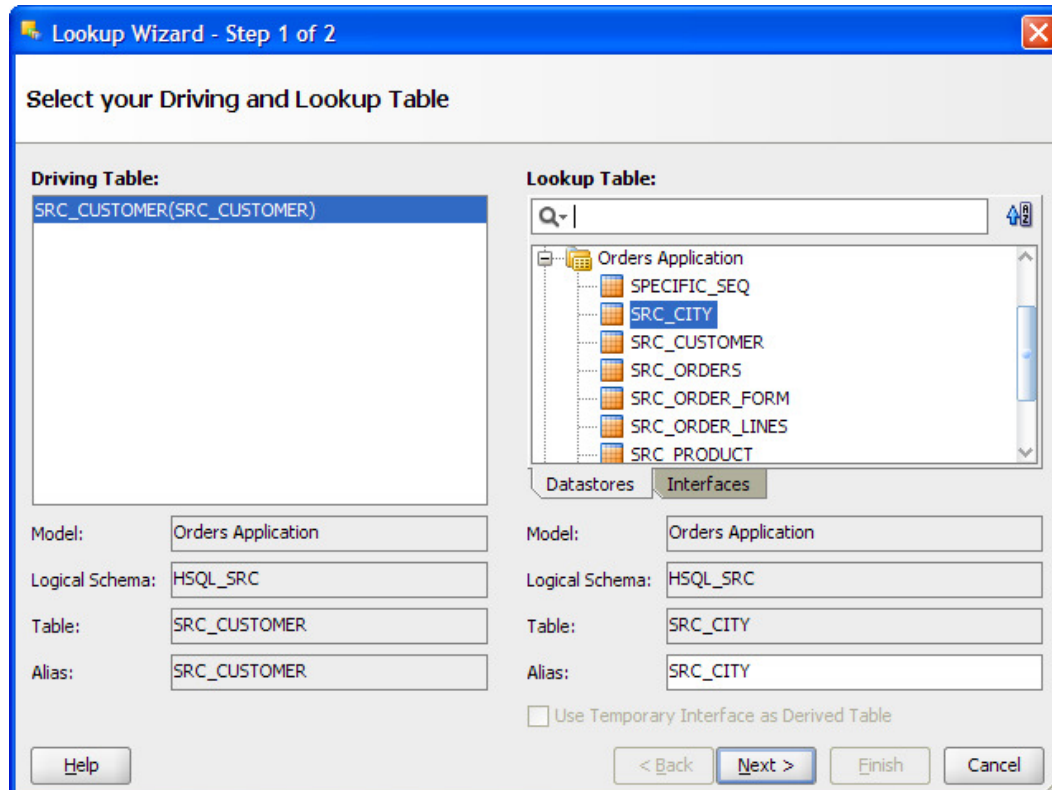 Lookup Wizard - Step 1 of 2
Select your Driving and Lookup Table
Driving Table:
SRC_CUSTOMER(SRC_CUSTOMER)
Model:
Orders Application
Logical Schema:
HSQL_SRC
Table:
SRC_CUSTOMER
Alias:
SRC_CUSTOMER
Lookup Table:
Orders Application
SPECIFIC_SEQ
SRC_CITY
SRC_CUSTOMER
SRC_ORDERS
SRC_ORDER_FORM
SRC_ORDER_LINES
SRC_PRODUCT
Datastores Interfaces
Model:
Orders Application
Logical Schema:
HSQL_SRC
Table:
SRC_CITY
Alias:
SRC_CITY
Use Temporary Interface as Derived Table
Help < Back Next > Finish Cancel